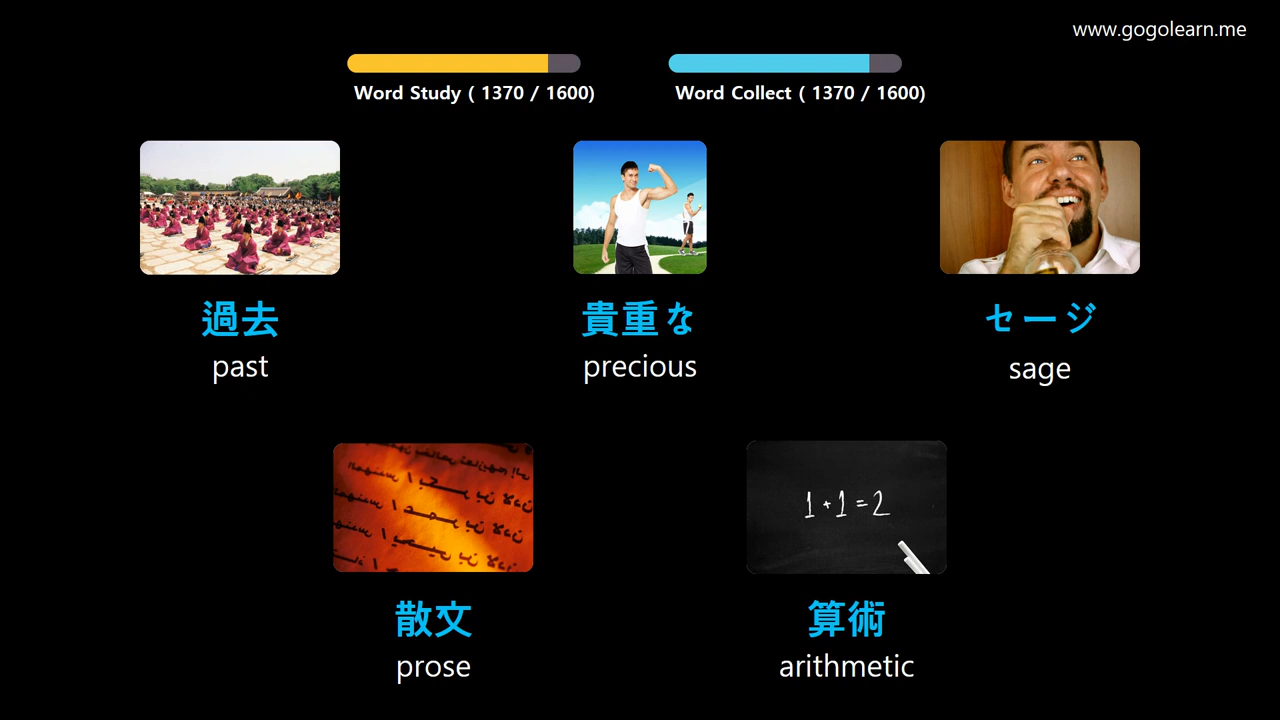 www.gogolearn.me
Word Study ( 1370 / 1600)
Word Collect ( 1370 / 1600)
過去
past
貴重な
precious
セージ
sage
1+1=2
散文
prose
算術
arithmetic